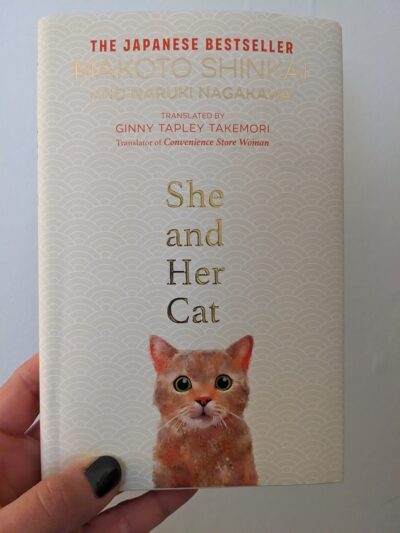 THE JAPANESE BESTSELLER
MAKOTO SHINKAI
AND NARUKI NAGAKAWA
TRANSLATED BY
GINNY TAPLEY TAKEMORI
Translator of Convenience Store Woman
She
and
Her
Cat